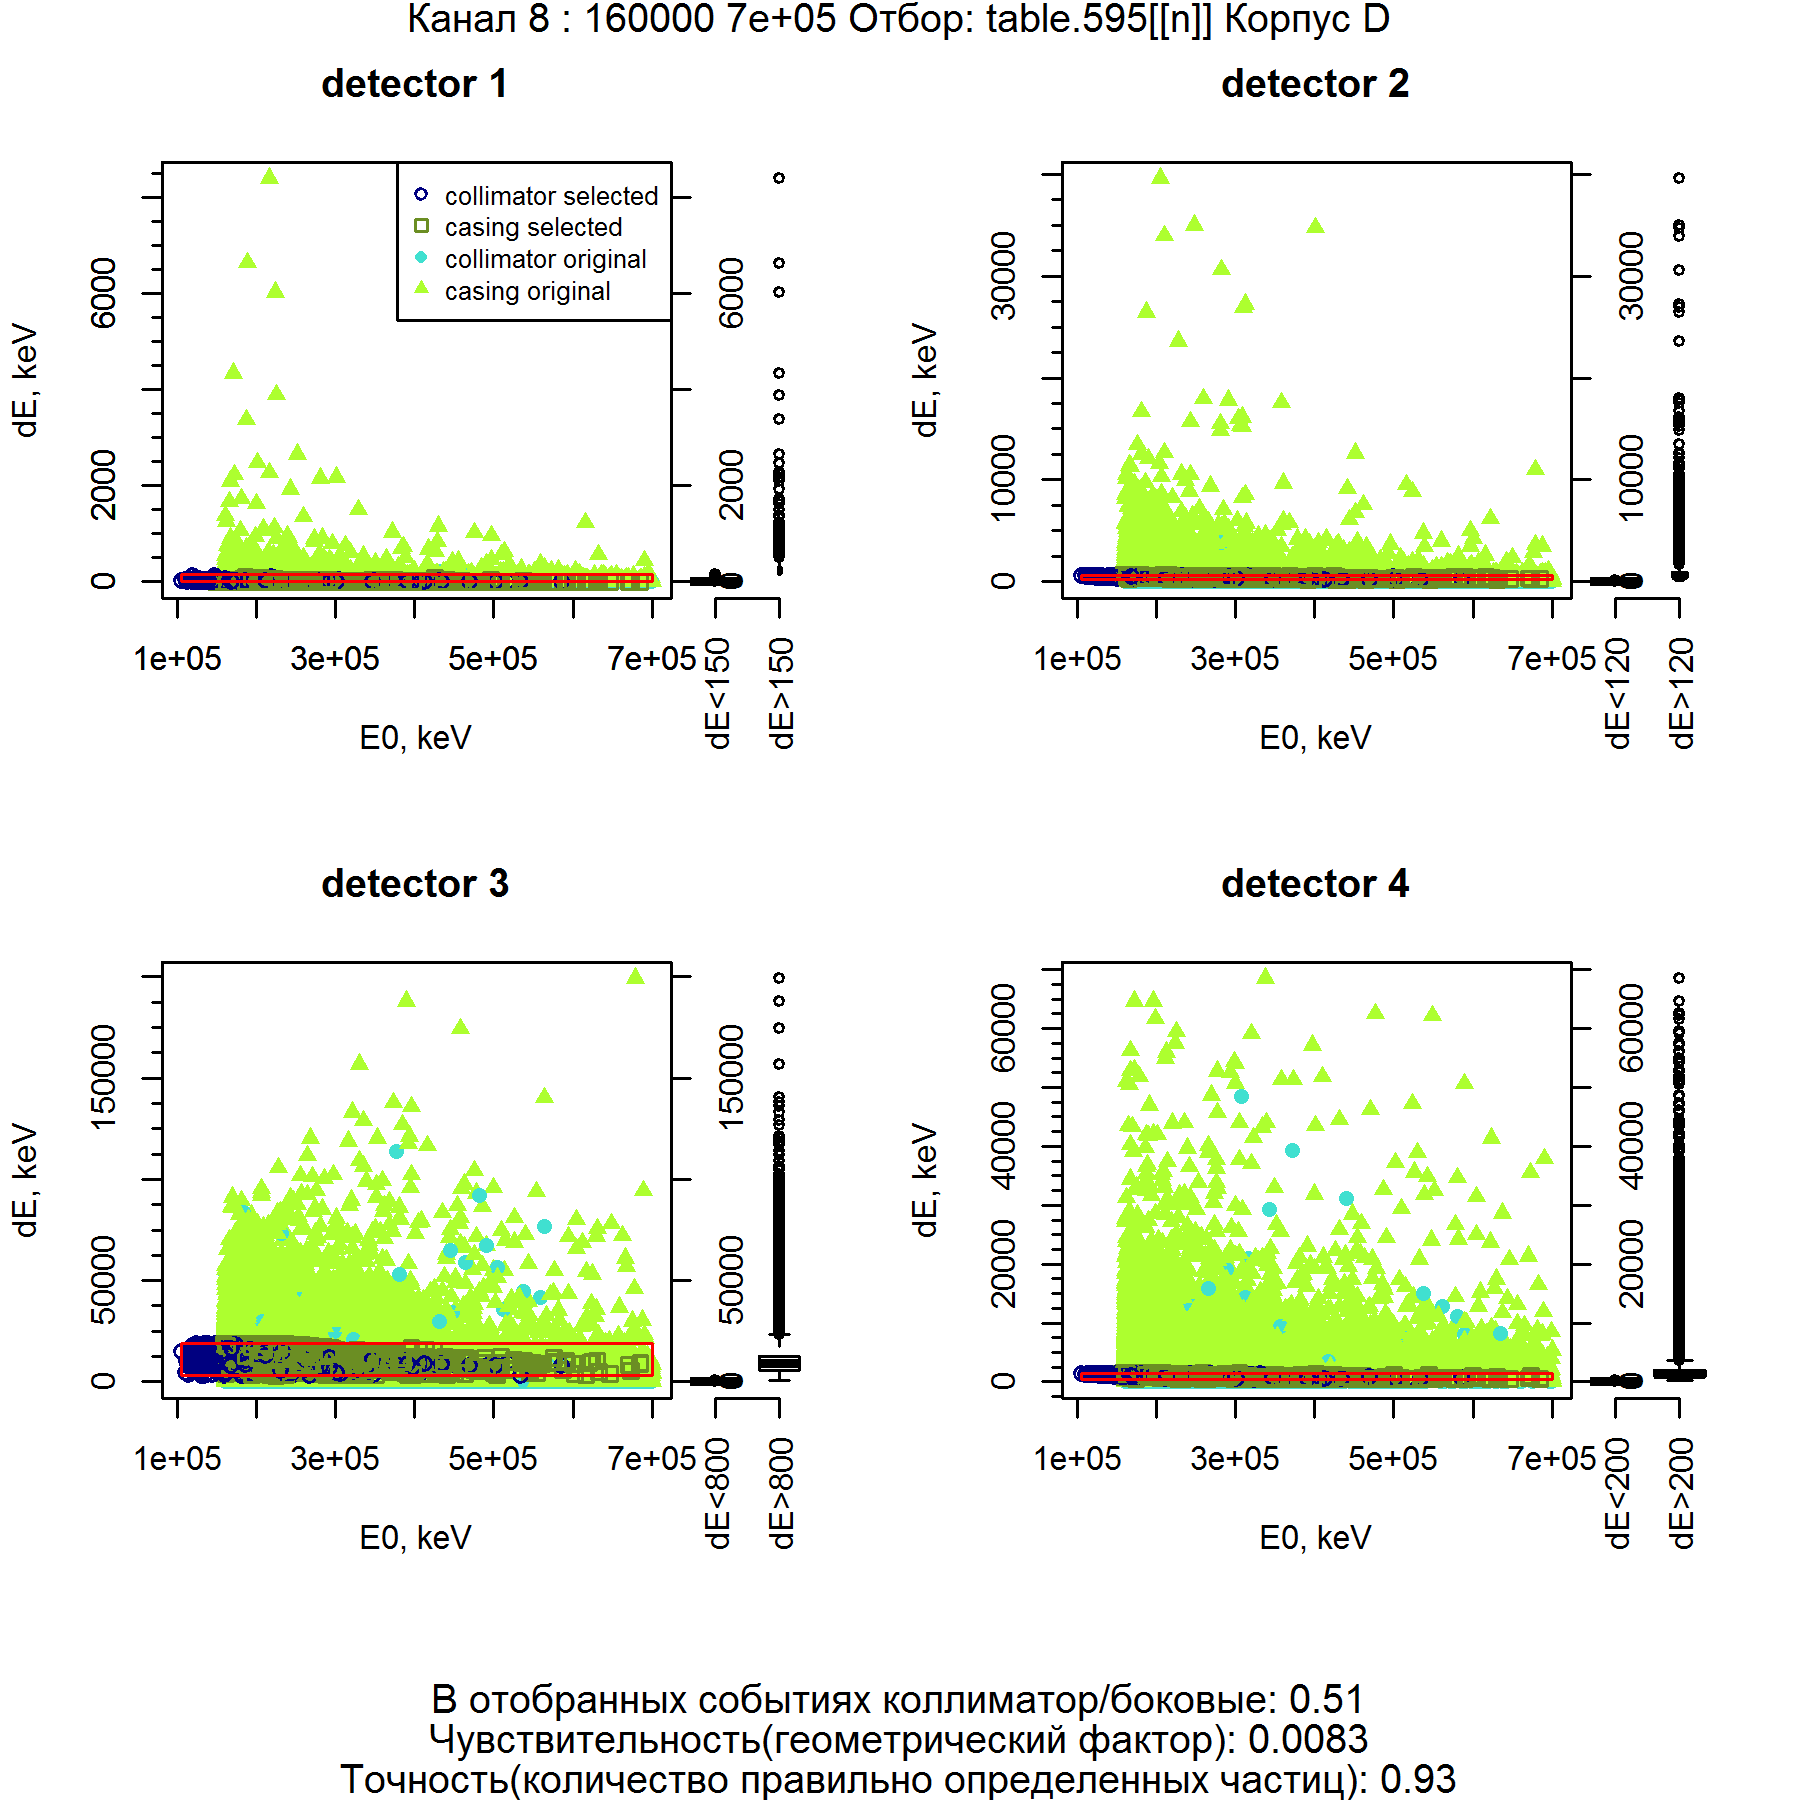 Канал 8 : 160000 7e+05 Отбор: table.595[[n]] Корпус D
detector 1
dE, keV
0
2000
6000
collimator selected
casing selected
collimator original
casing original
0
2000
6000
1e+05
3e+05
5e+05
7e+05
E0, keV
dE<150
dE>150
detector 2
dE, keV
0
10000
30000
0
10000
30000
1e+05
3e+05
5e+05
7e+05
E0, keV
dE<120
dE>120
detector 3
dE, keV
0
50000
150000
0
50000
150000
1e+05
3e+05
5e+05
7e+05
E0, keV
dE<800
dE>800
detector 4
dE, keV
0
20000
40000
60000
0
20000
40000
60000
1e+05
3e+05
5e+05
7e+05
E0, keV
dE<200
dE>200
В отобранных событиях коллиматор/боковые: 0.51
Чувствительность(геометрический фактор): 0.0083
Точность(количество правильно определенных частиц): 0.93